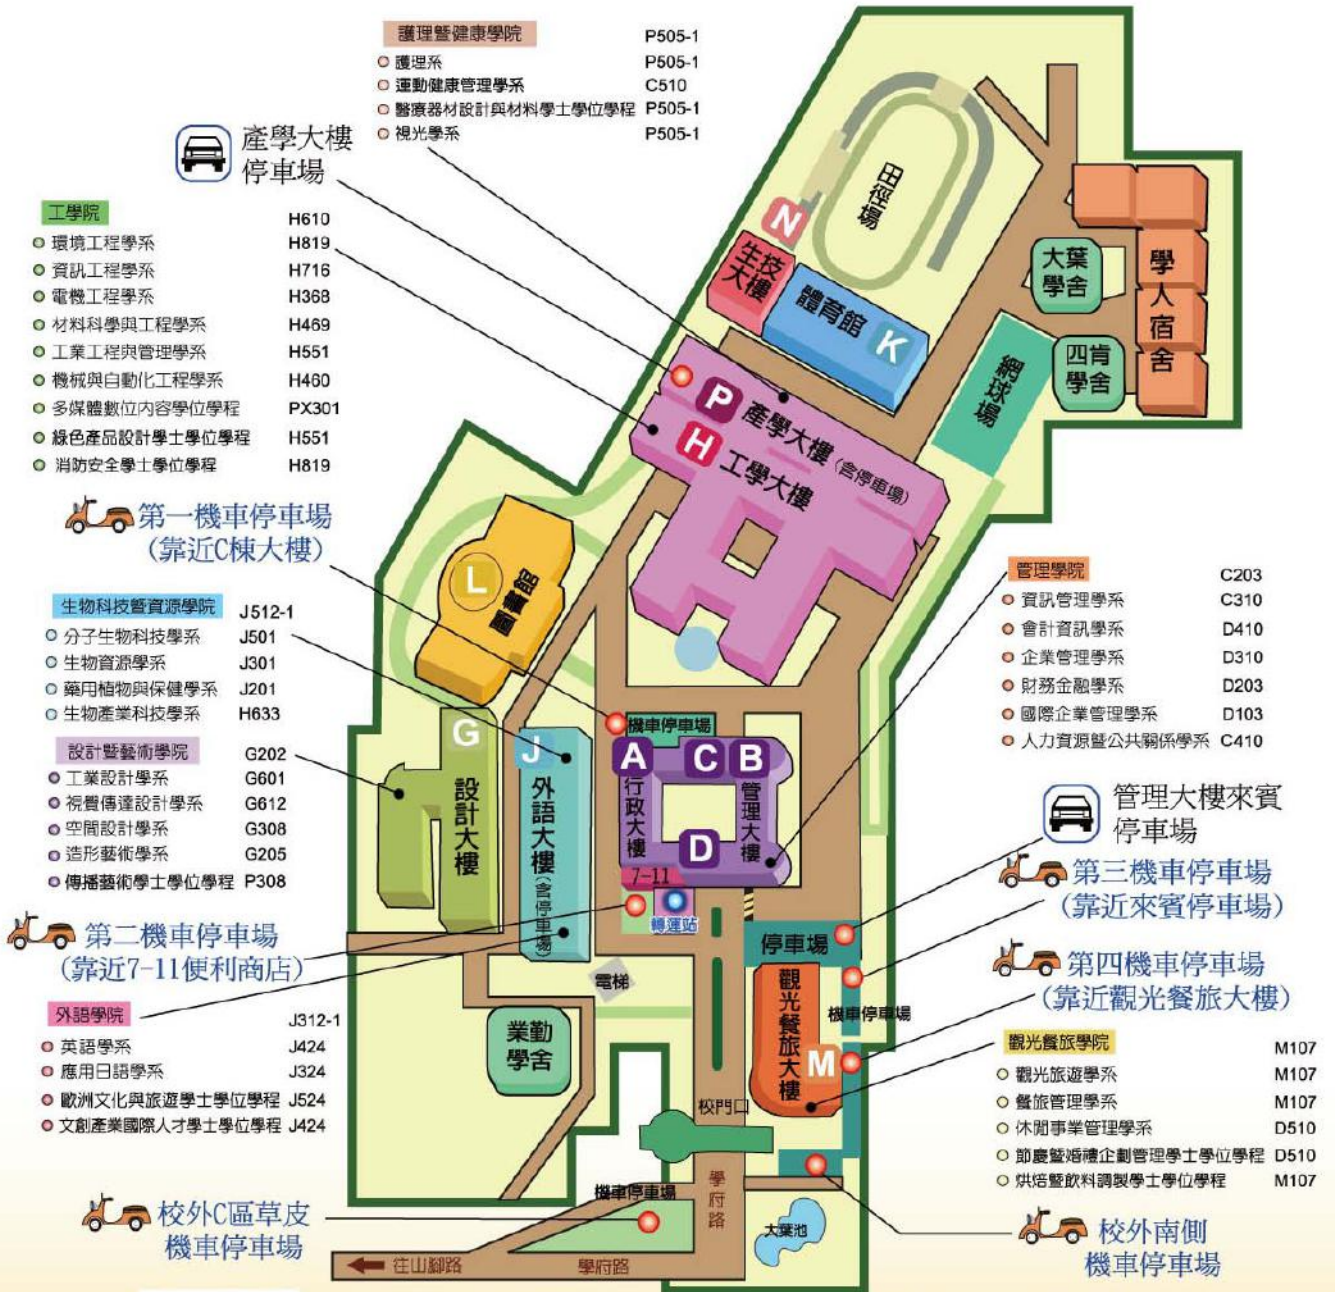 護理暨健康學院 P505-1
護理系 P505-1
運動健康管理學系 C510
醫療器材設計與材料學士學位學程 P505-1
視光學系 P505-1
產學大樓
停車場
工學院 H610
環境工程學系 H819
資訊工程學系 H716
電機工程學系 H368
材料科學與工程學系 H469
工業工程與管理學系 H551
機械與自動化工程學系 H460
多媒體數位內容學位學程 PX301
綠色產品設計學士學位學程 H551
消防安全學士學位學程 H819
第一機車停車場
(靠近C棟大樓)
生物科技暨資源學院 J512-1
分子生物科技學系 J501
生物資源學系 J301
藥用植物與保健學系 J201
生物產業科技學系 H633
設計暨藝術學院 G202
工業設計學系 G601
視覺傳達設計學系 G612
空間設計學系 G308
造形藝術學系 G205
傳播藝術學士學位學程 P308
第二機車停車場
(靠近7-11便利商店)
外語學院 J312-1
英語學系 J424
應用日語學系 J324
歐洲文化與旅遊學士學位學程 J524
文創產業國際人才學士學位學程 J424
校外C區草皮
機車停車場
田徑場
N
生技
大樓
體育館
K
大葉
學舍
學人宿舍
四肯
學舍
網球場
P
產學大樓(含停車場)
H
工學大樓
L
圖書館
G
設計大樓
J
外語大樓(含停車場)
機車停車場
A
C
B
行政大樓
管理大樓
D
7-11
轉運站
電梯
業勤
學舍
停車場
觀光餐旅大樓
M
機車停車場
校門口
學府路
機車停車場
大葉池
往山腳路
學府路
管理學院 C203
資訊管理學系 C310
會計資訊學系 D410
企業管理學系 D310
財務金融學系 D203
國際企業管理學系 D103
人力資源暨公共關係學系 C410
管理大樓來賓
停車場
第三機車停車場
(靠近來賓停車場)
第四機車停車場
(靠近觀光餐旅大樓)
觀光餐旅學院 M107
觀光旅遊學系 M107
餐旅管理學系 M107
休閒事業管理學系 D510
節慶暨婚禮企劃管理學士學位學程 D510
烘焙暨飲料調製學士學位學程 M107
校外南側
機車停車場